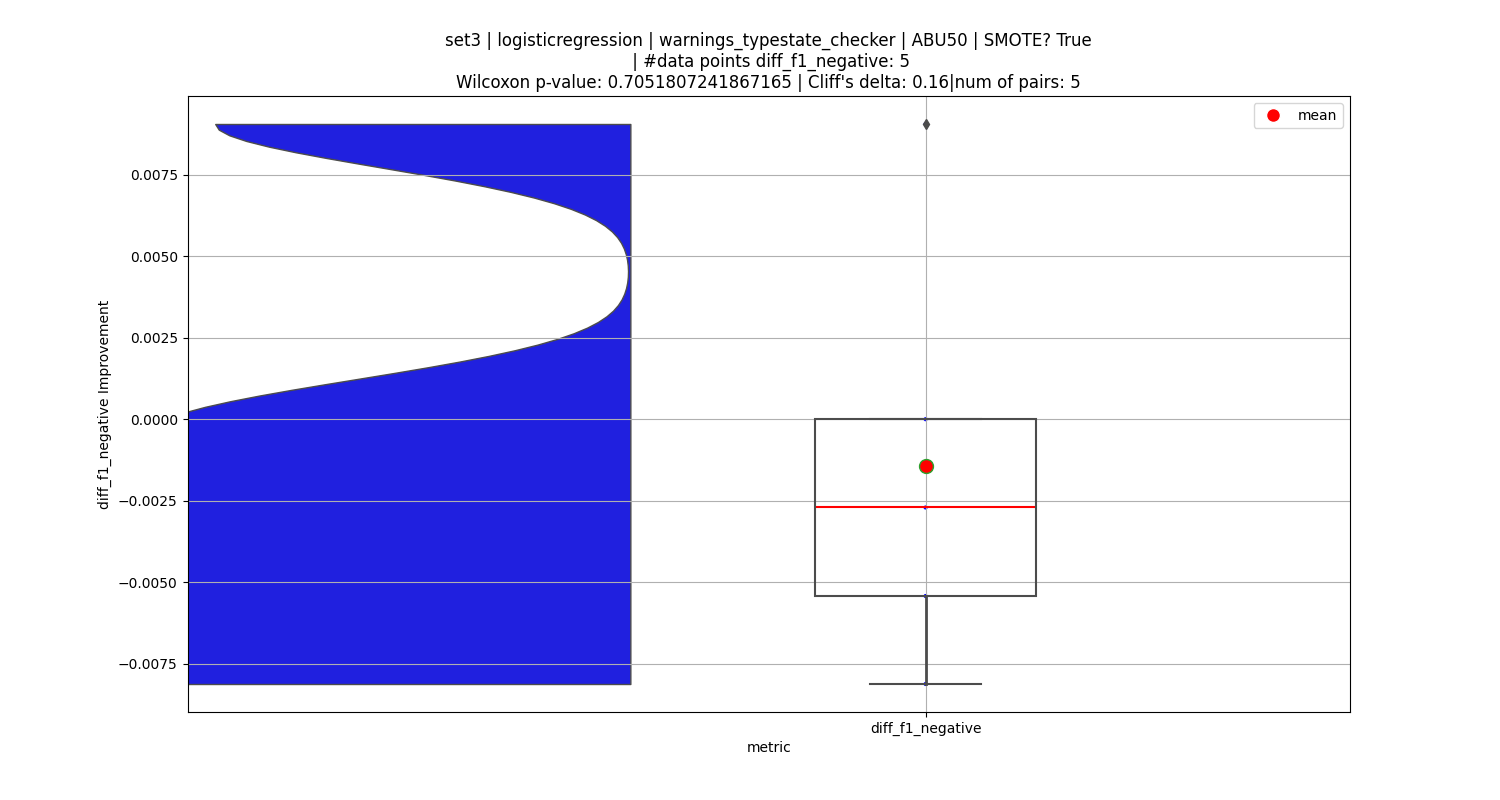 set3 | logisticregression | warnings_typestate_checker | ABU50 | SMOTE? True
| #data points diff_f1_negative: 5
Wilcoxon p-value: 0.7051807241867165 | Cliff's delta: 0.16|num of pairs: 5
mean
0.0075
0.0050
0.0025
0.0000
−0.0025
−0.0050
−0.0075
diff_f1_negative Improvement
diff_f1_negative
metric